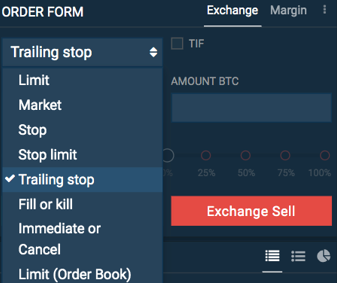 ORDER FORM
Exchange
Margin
Trailing stop
TIF
Limit
Market
AMOUNT BTC
Stop
Stop limit
Trailing stop
25%
50%
75%
100%
Fill or kill
Exchange Sell
Immediate or
Cancel
Limit (Order Book)